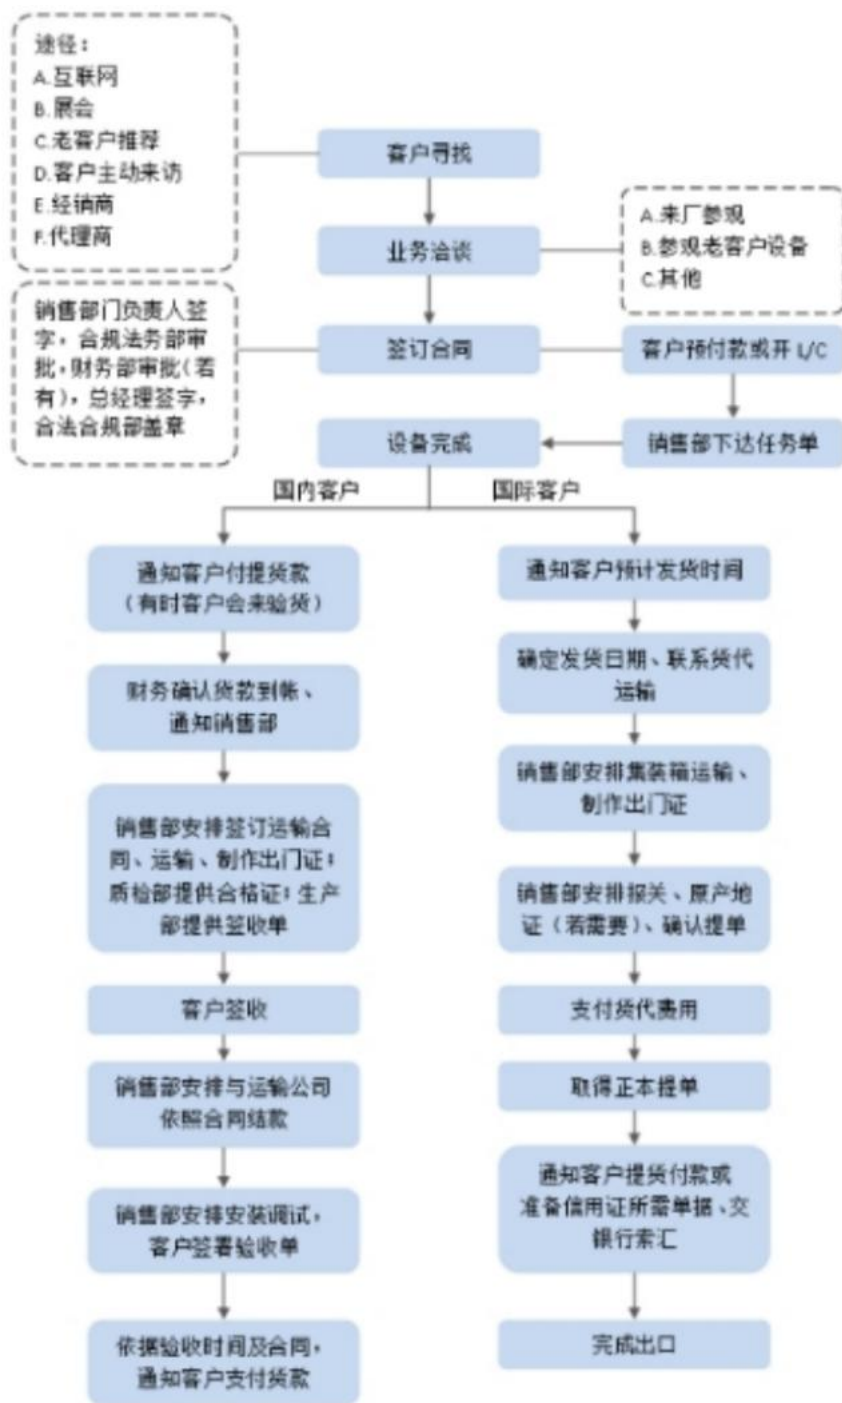 途径：
A.互联网
B.展会
C.老客户推荐
D.客户主动来访
E.经销商
F.代理商
客户寻找
业务洽谈
A.来厂参观
B.参观老客户设备
C.其他
销售部门负责人签
字，合规法务部审
批，财务部审批（若
有），总经理签字，
合法合规部盖章
签订合同
客户预付款或开 L/C
设备完成
销售部下达任务单
国内客户
国际客户
通知客户付提货款
（有时客户会来验货）
财务确认货款到帐、
通知销售部
销售部安排签订运输合
同、运输、制作出门证；
质检部提供合格证；生产
部提供签收单
客户签收
销售部安排与运输公司
依照合同结款
销售部安排安装调试，
客户签署验收单
依据验收时间及合同，
通知客户支付货款
通知客户预计发货时间
确定发货日期、联系货代
运输
销售部安排集装箱运输、
制作出门证
销售部安排报关、原产地
证（若需要）、确认提单
支付货代费用
取得正本提单
通知客户提货付款或
准备信用证所需单据、交
银行索汇
完成出口